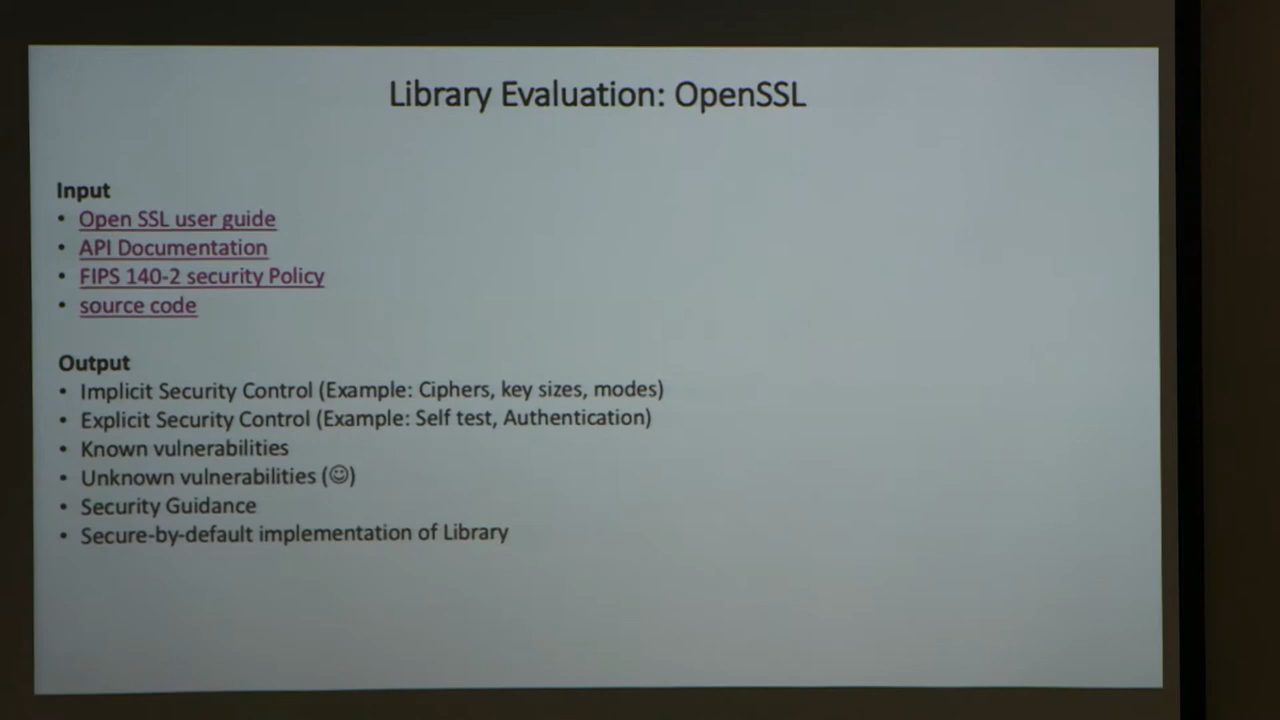 Library Evaluation: OpenSSL
Input
• Open SSL user guide
• API Documentation
• FIPS 140-2 security Policy
• source code
Output
• Implicit Security Control (Example: Ciphers, key sizes, modes)
• Explicit Security Control (Example: Self test, Authentication)
• Known vulnerabilities
• Unknown vulnerabilities (☺)
• Security Guidance
• Secure-by-default implementation of Library